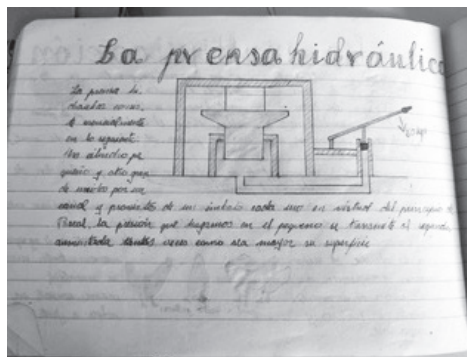 La prensa hidráulica
La prensa hi-
dráulica consis-
te esencialmente
en lo siguiente
Un cilindro pe
queño y otro gran
de unidos por un
canal y provistos de un émbolo cada uno en virtud del principio de
Pascal, la presión que hagamos en el pequeño se transmite al segundo
aumentada tantas veces como sea mayor su superficie